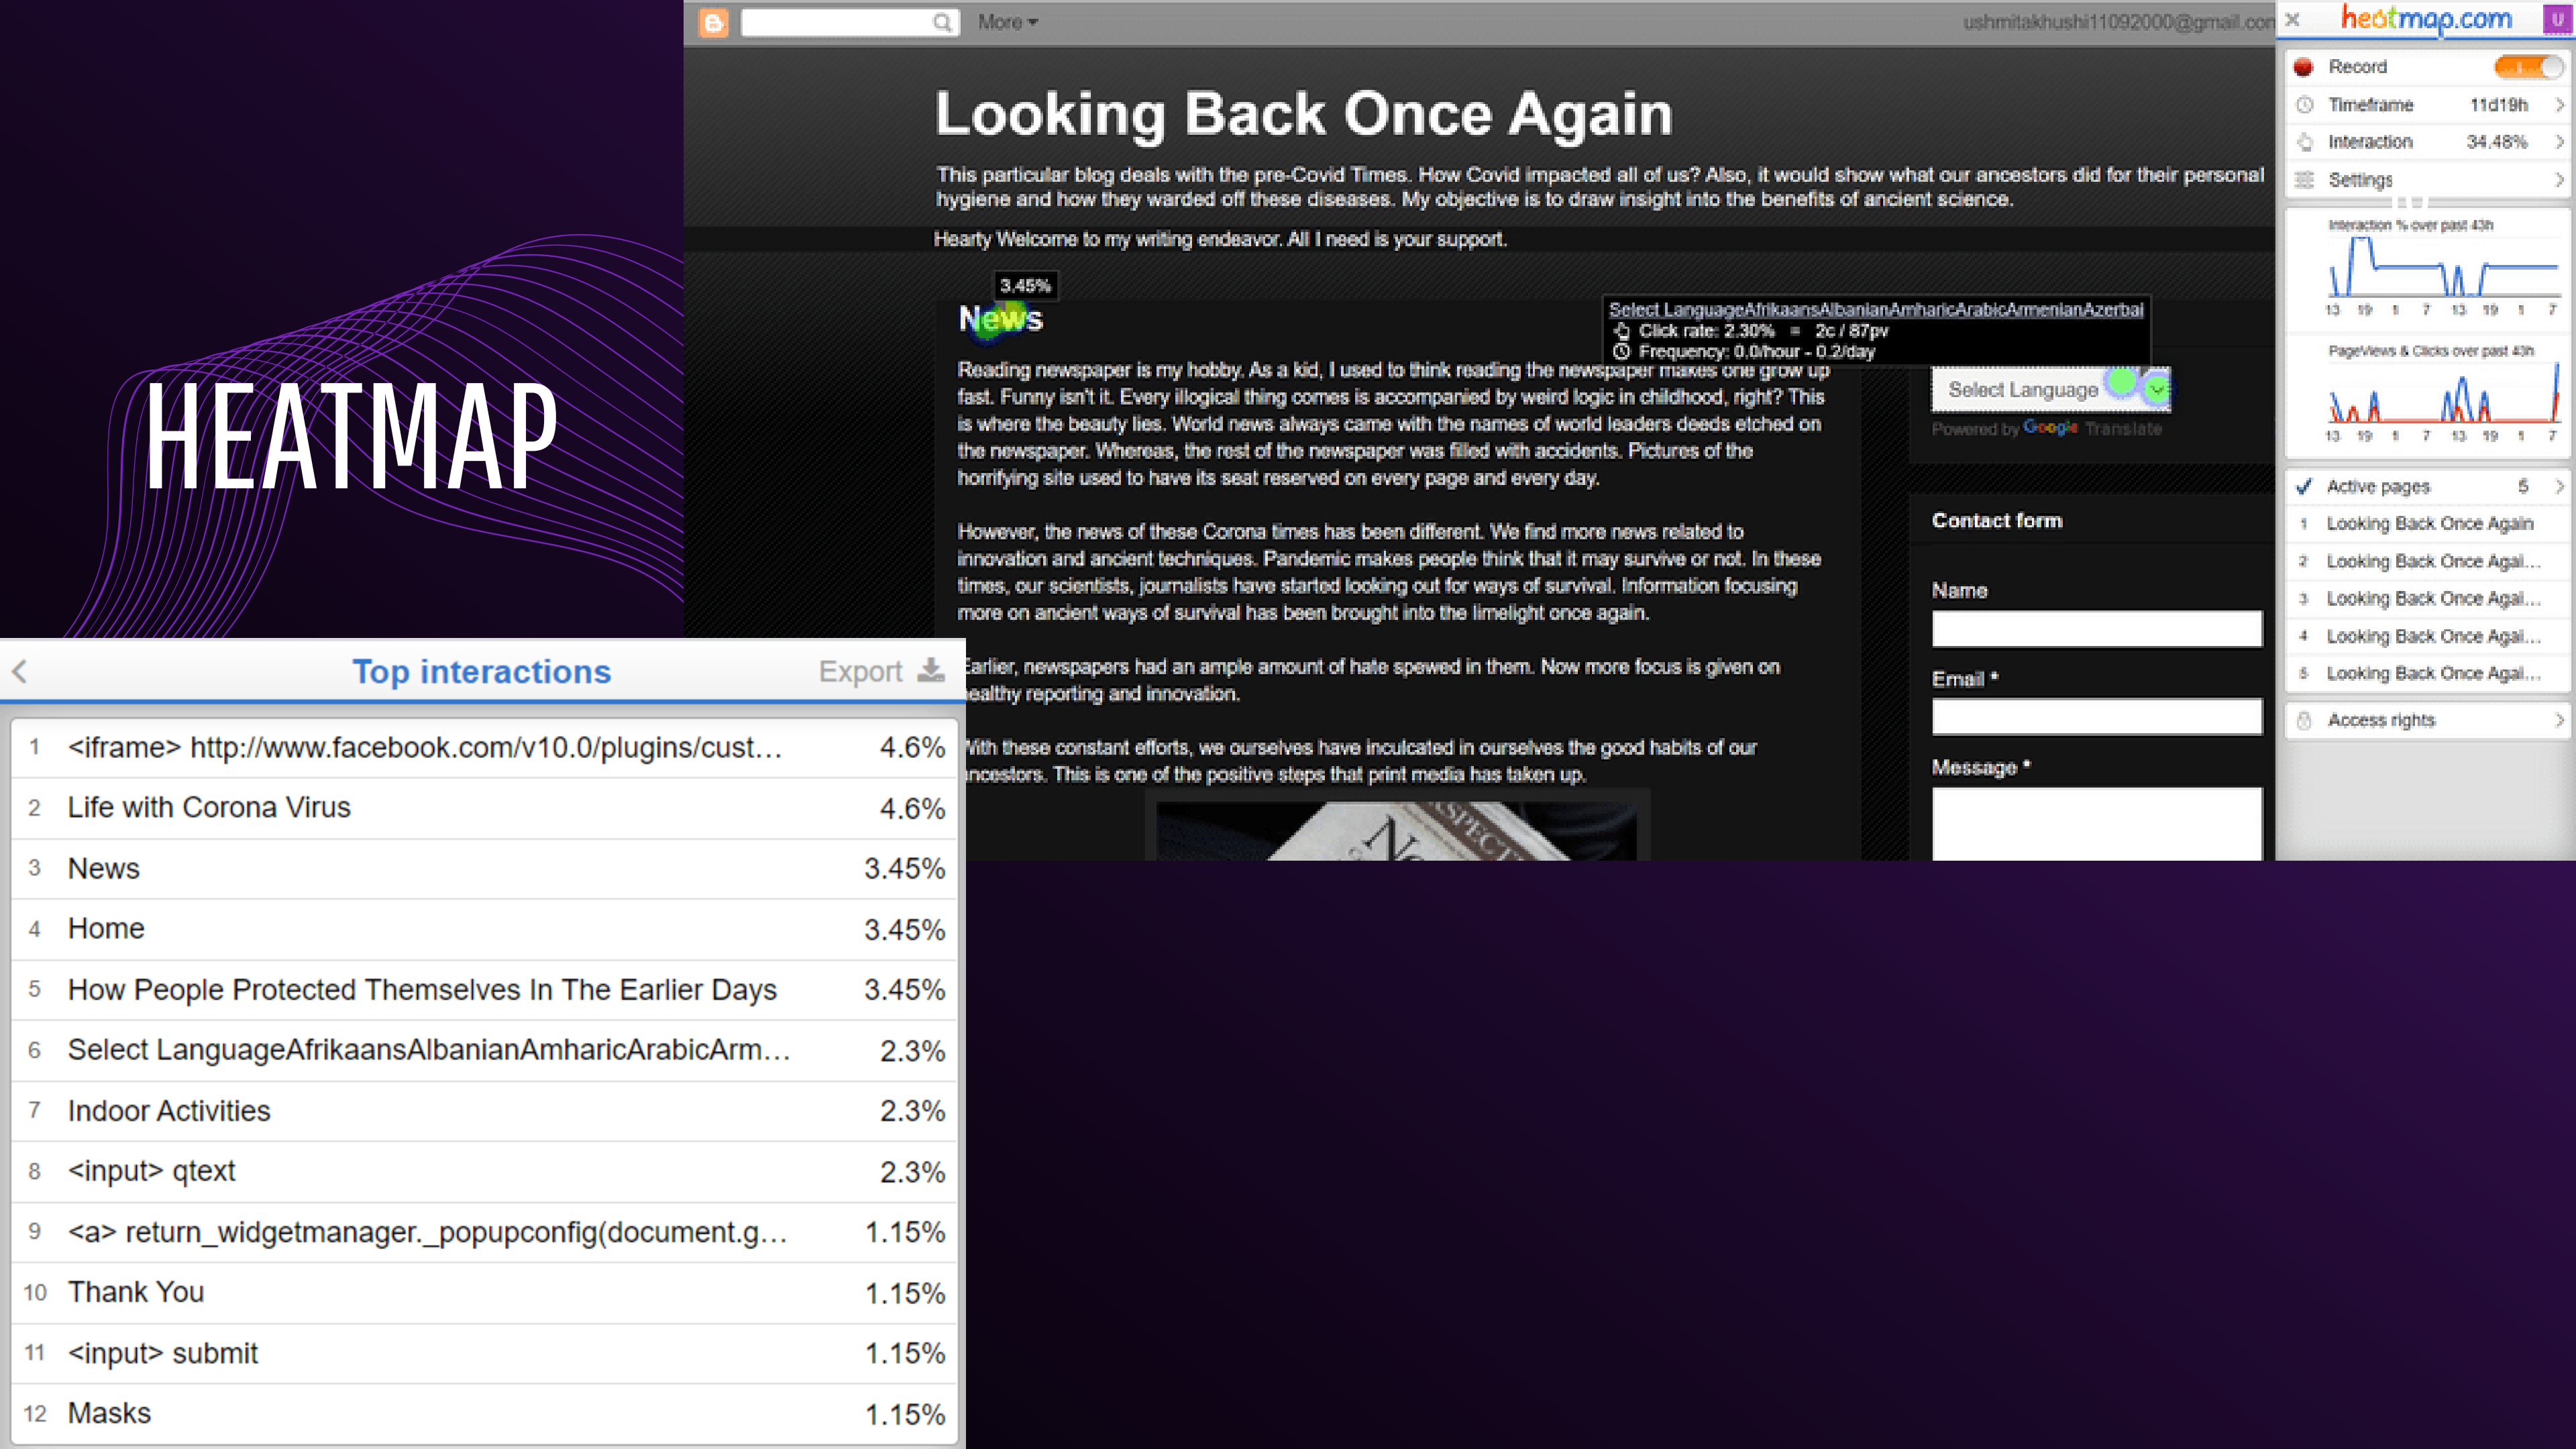 HEATMAP
More
ushmitakhushi11092000@gmail.com
Looking Back Once Again
This particular blog deals with the pre-Covid Times. How Covid impacted all of us? Also, it would show what our ancestors did for their personal
hygiene and how they warded off these diseases. My objective is to draw insight into the benefits of ancient science.
Hearty Welcome to my writing endeavor. All I need is your support.
3.45%
News
Reading newspaper is my hobby. As a kid, I used to think reading the newspaper makes one grow up
fast. Funny isn't it. Every illogical thing comes is accompanied by weird logic in childhood, right? This
is where the beauty lies. World news always came with the names of world leaders deeds etched on
the newspaper. Whereas, the rest of the newspaper was filled with accidents. Pictures of the
horrifying site used to have its seat reserved on every page and every day.
However, the news of these Corona times has been different. We find more news related to
innovation and ancient techniques. Pandemic makes people think that it may survive or not. In these
times, our scientists, journalists have started looking out for ways of survival. Information focusing
more on ancient ways of survival has been brought into the limelight once again.
Earlier, newspapers had an ample amount of hate spewed in them. Now more focus is given on
healthy reporting and innovation.
With these constant efforts, we ourselves have inculcated in ourselves the good habits of our
ancestors. This is one of the positive steps that print media has taken up.
Select LanguageAfrikaansAlbanianAmharicArabicArmenianAzerbai
Click rate: 2.30% = 2c / 87pv
Frequency: 0.0/hour - 0.2/day
Select Language
Powered by Google Translate
Contact form
Name
Email *
Message *
heatmap.com
U
Record
Timeframe 11d19h
Interaction 34.48%
Settings
Interaction % over past 43h
13 19 1 7 13 19 1 7
PageViews & Clicks over past 43h
13 19 1 7 13 19 1 7
Active pages 5
1 Looking Back Once Again
2 Looking Back Once Agai...
3 Looking Back Once Agai...
4 Looking Back Once Agai...
5 Looking Back Once Agai...
Access rights
Top interactions
Export
1 <iframe> http://www.facebook.com/v10.0/plugins/cust... 4.6%
2 Life with Corona Virus 4.6%
3 News 3.45%
4 Home 3.45%
5 How People Protected Themselves In The Earlier Days 3.45%
6 Select LanguageAfrikaansAlbanianAmharicArabicArm... 2.3%
7 Indoor Activities 2.3%
8 <input> qtext 2.3%
9 <a> return_widgetmanager._popupconfig(document.g... 1.15%
10 Thank You 1.15%
11 <input> submit 1.15%
12 Masks 1.15%